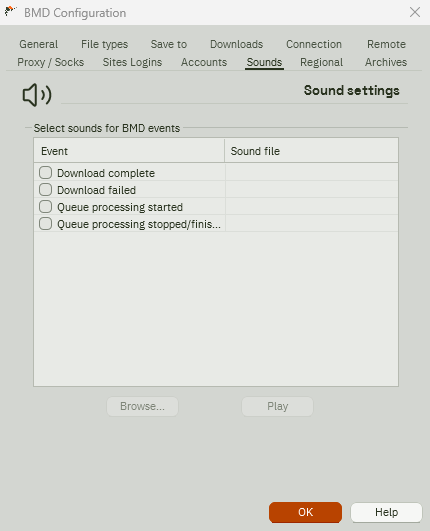 BMD Configuration
General File types Save to Downloads Connection Remote
Proxy / Socks Sites Logins Accounts Sounds Regional Archives
Sound settings
Select sounds for BMD events
Event Sound file
Download complete
Download failed
Queue processing started
Queue processing stopped/finis...
Browse... Play
OK Help